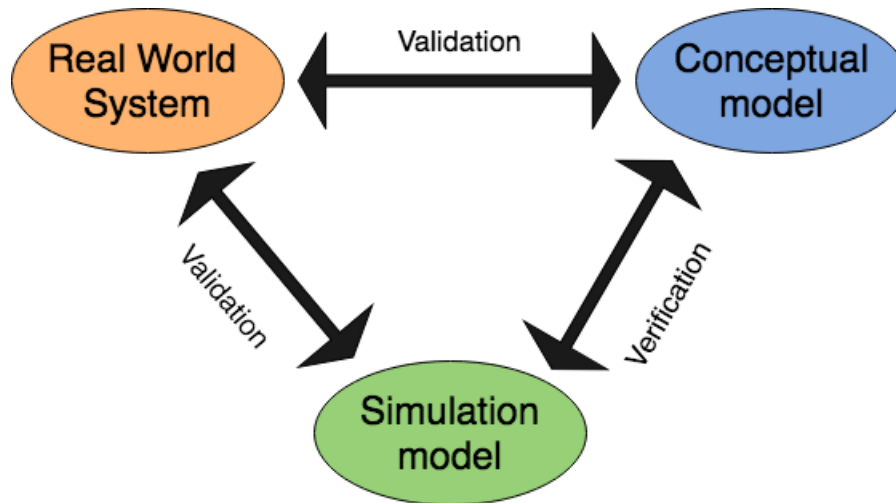 Real World
System
Validation
Conceptual
model
Validation
Verification
Simulation
model